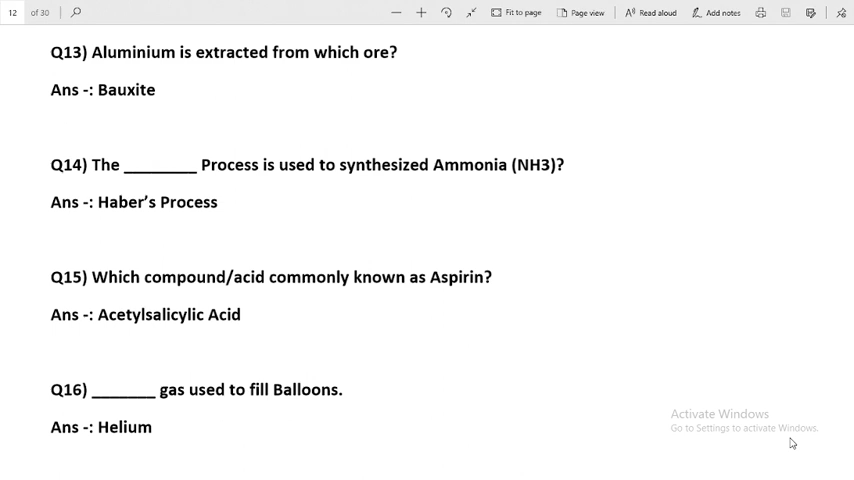 12 of 30 Fit to page Page view Read aloud Add notes
Q13) Aluminium is extracted from which ore?
Ans -: Bauxite
Q14) The ________ Process is used to synthesized Ammonia (NH3)?
Ans -: Haber’s Process
Q15) Which compound/acid commonly known as Aspirin?
Ans -: Acetylsalicylic Acid
Q16) _______ gas used to fill Balloons.
Ans -: Helium
Activate Windows
Go to Settings to activate Windows.